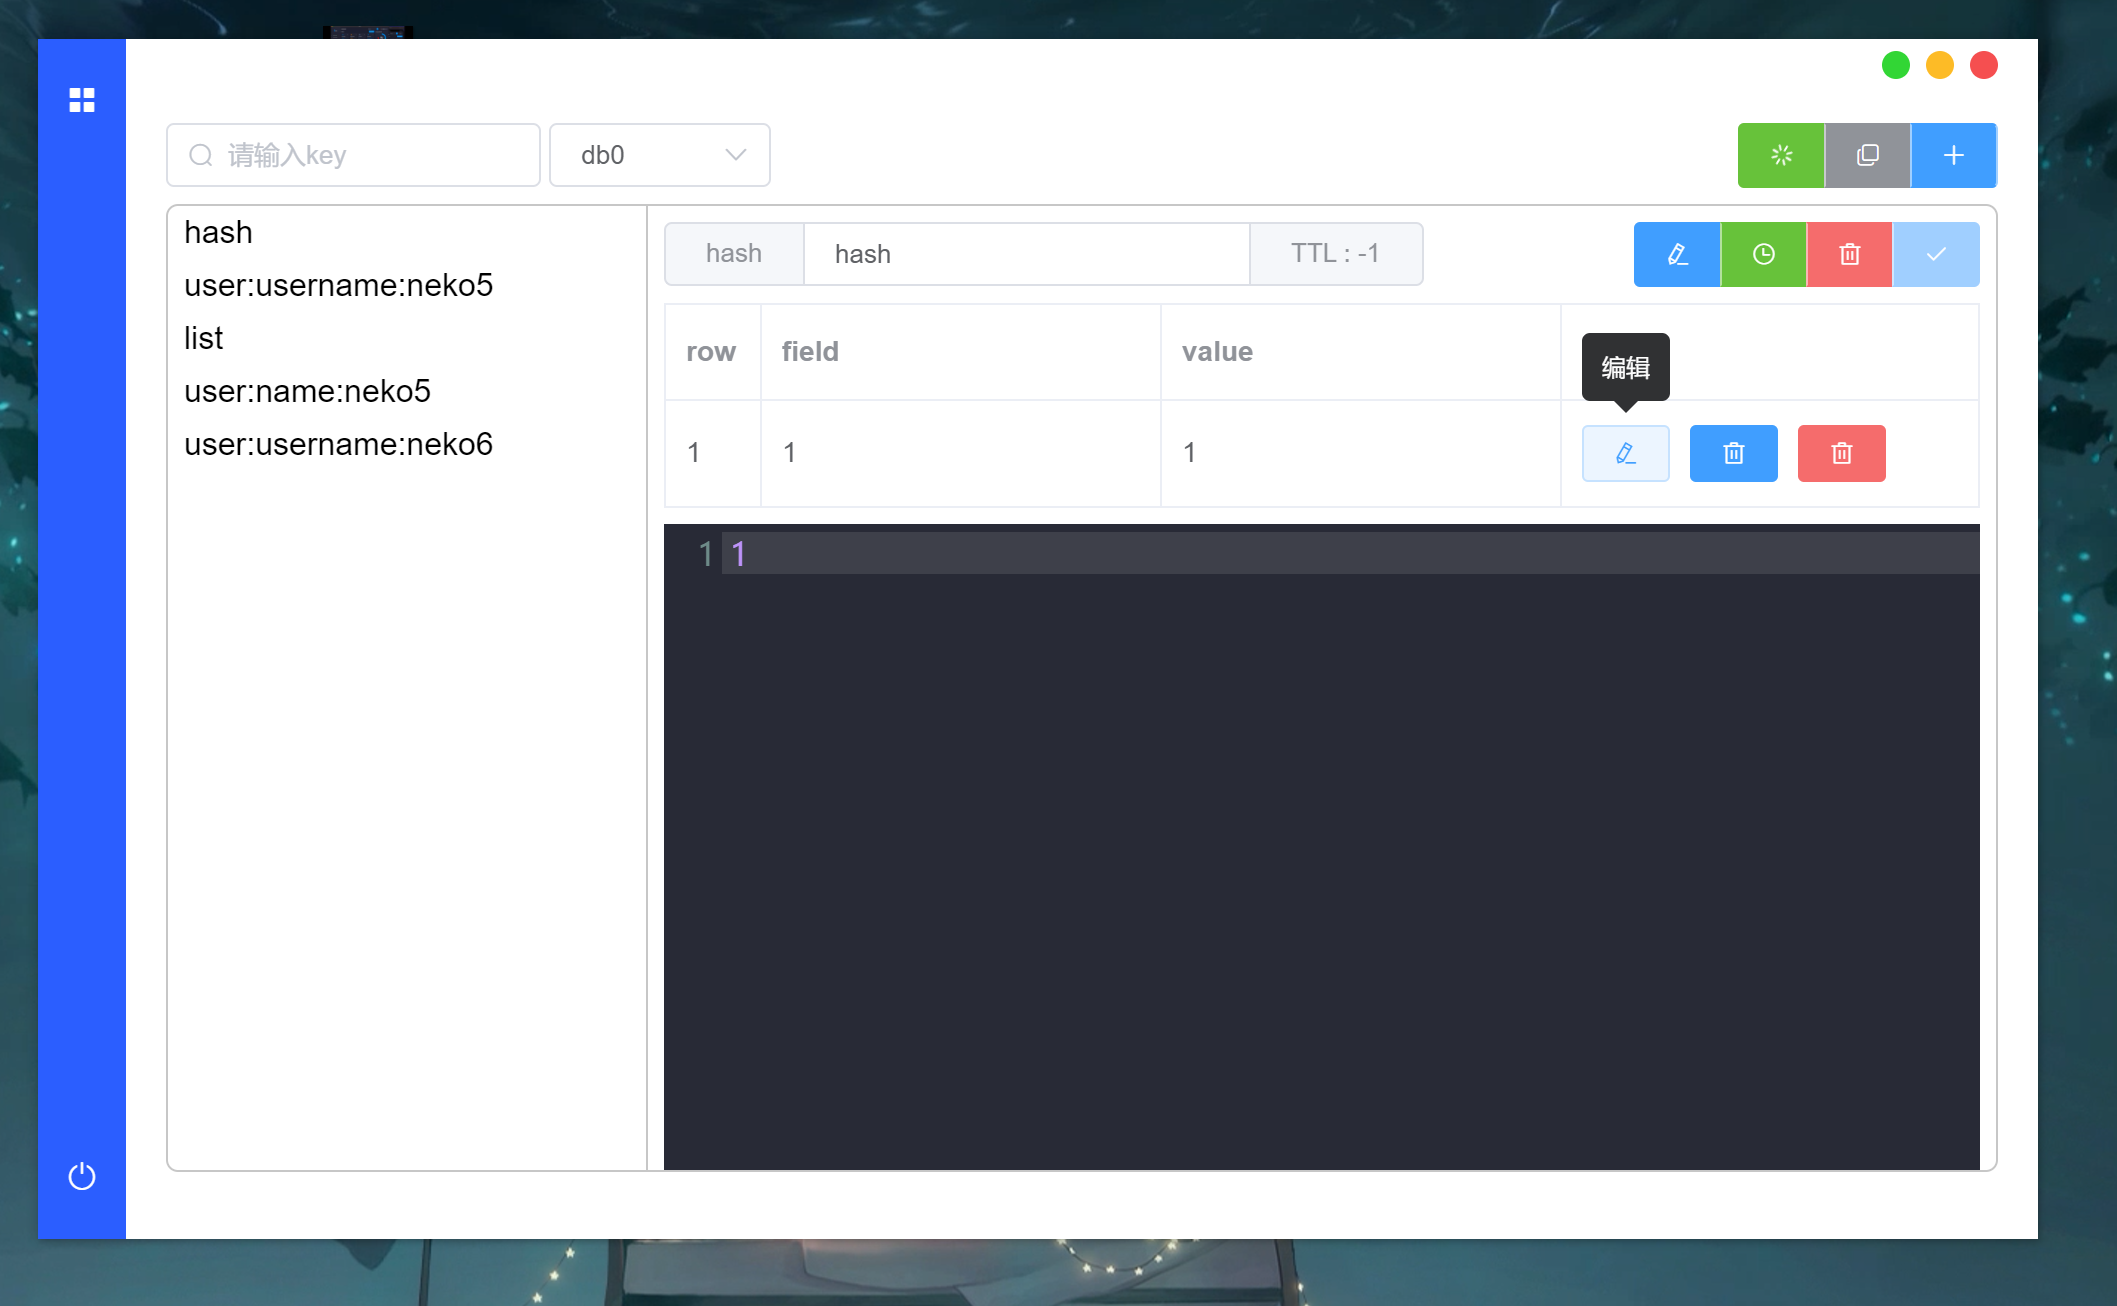 请输入key
db0
hash
user:username:neko5
list
user:name:neko5
user:username:neko6
hash
hash
TTL : -1
row
field
value
编辑
1
1
1
1
1